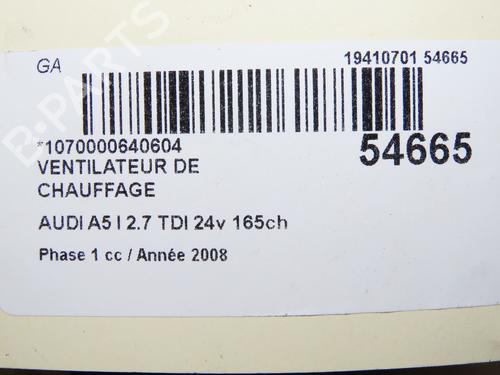 GA
19410701 54665
*1070000640604
54665
VENTILATEUR DE
CHAUFFAGE
AUDI A5 I 2.7 TDI 24v 165ch
Phase 1 cc / Année 2008
B-PARTS